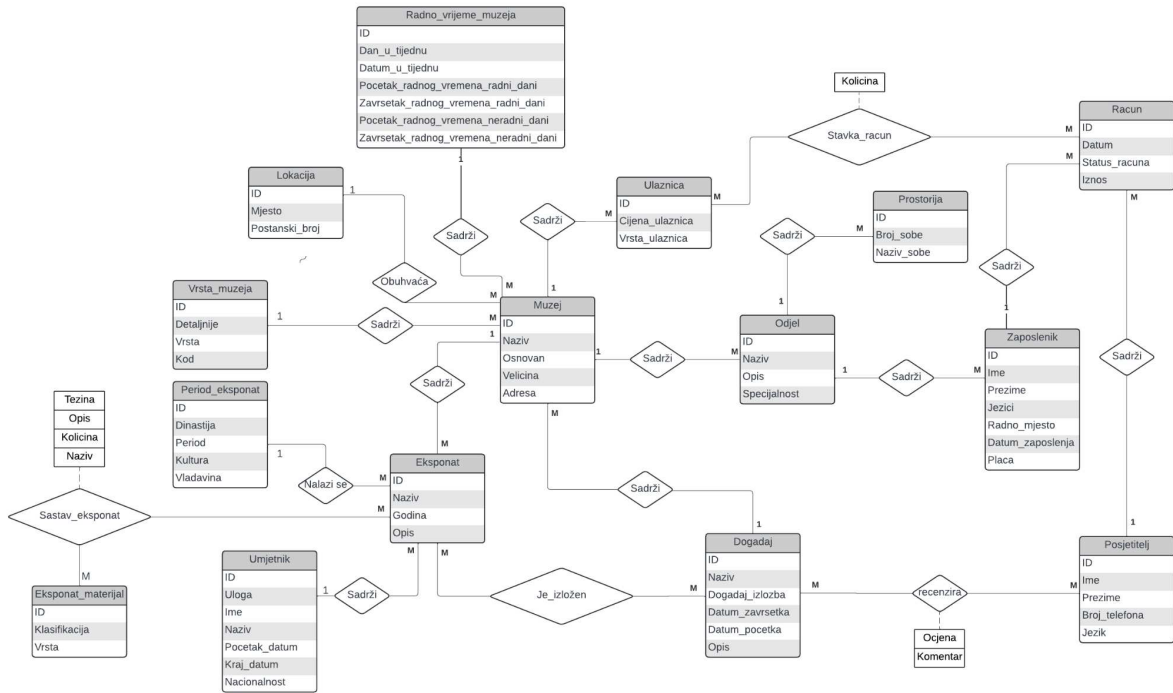 Radno_vrijeme_muzeja
ID
Dan_u_tijednu
Datum_u_tijednu
Pocetak_radnog_vremena_radni_dani
Zavrsetak_radnog_vremena_radni_dani
Pocetak_radnog_vremena_neradni_dani
Zavrsetak_radnog_vremena_neradni_dani
1
Sadrži
M
Lokacija
ID
Mjesto
Postanski_broj
1
Obuhvaća
M
Vrsta_muzeja
ID
Detaljnije
Vrsta
Kod
1
Sadrži
M
Muzej
ID
Naziv
Osnovan
Velicina
Adresa
1
Sadrži
M
Ulaznica
ID
Cijena_ulaznica
Vrsta_ulaznica
M
Kolicina
Stavka_racun
M
Racun
ID
Datum
Status_racuna
Iznos
M
Sadrži
1
M
Sadrži
1
Prostorija
ID
Broj_sobe
Naziv_sobe
M
Sadrži
1
1
Sadrži
M
Odjel
ID
Naziv
Opis
Specijalnost
1
Sadrži
M
Zaposlenik
ID
Ime
Prezime
Jezici
Radno_mjesto
Datum_zaposlenja
Placa
1
Sadrži
M
Period_eksponat
ID
Dinastija
Period
Kultura
Vladavina
1
Nalazi se
M
Eksponat
ID
Naziv
Godina
Opis
Tezina
Opis
Kolicina
Naziv
Sastav_eksponat
M
M
Eksponat_materijal
ID
Klasifikacija
Vrsta
Umjetnik
ID
Uloga
Ime
Naziv
Pocetak_datum
Kraj_datum
Nacionalnost
1
Sadrži
M
M
Je_izložen
M
M
Sadrži
1
Događaj
ID
Naziv
Dogadaj_izlozba
Datum_zavrsetka
Datum_pocetka
Opis
M
recenzira
M
Ocjena
Komentar
Posjetitelj
ID
Ime
Prezime
Broj_telefona
Jezik